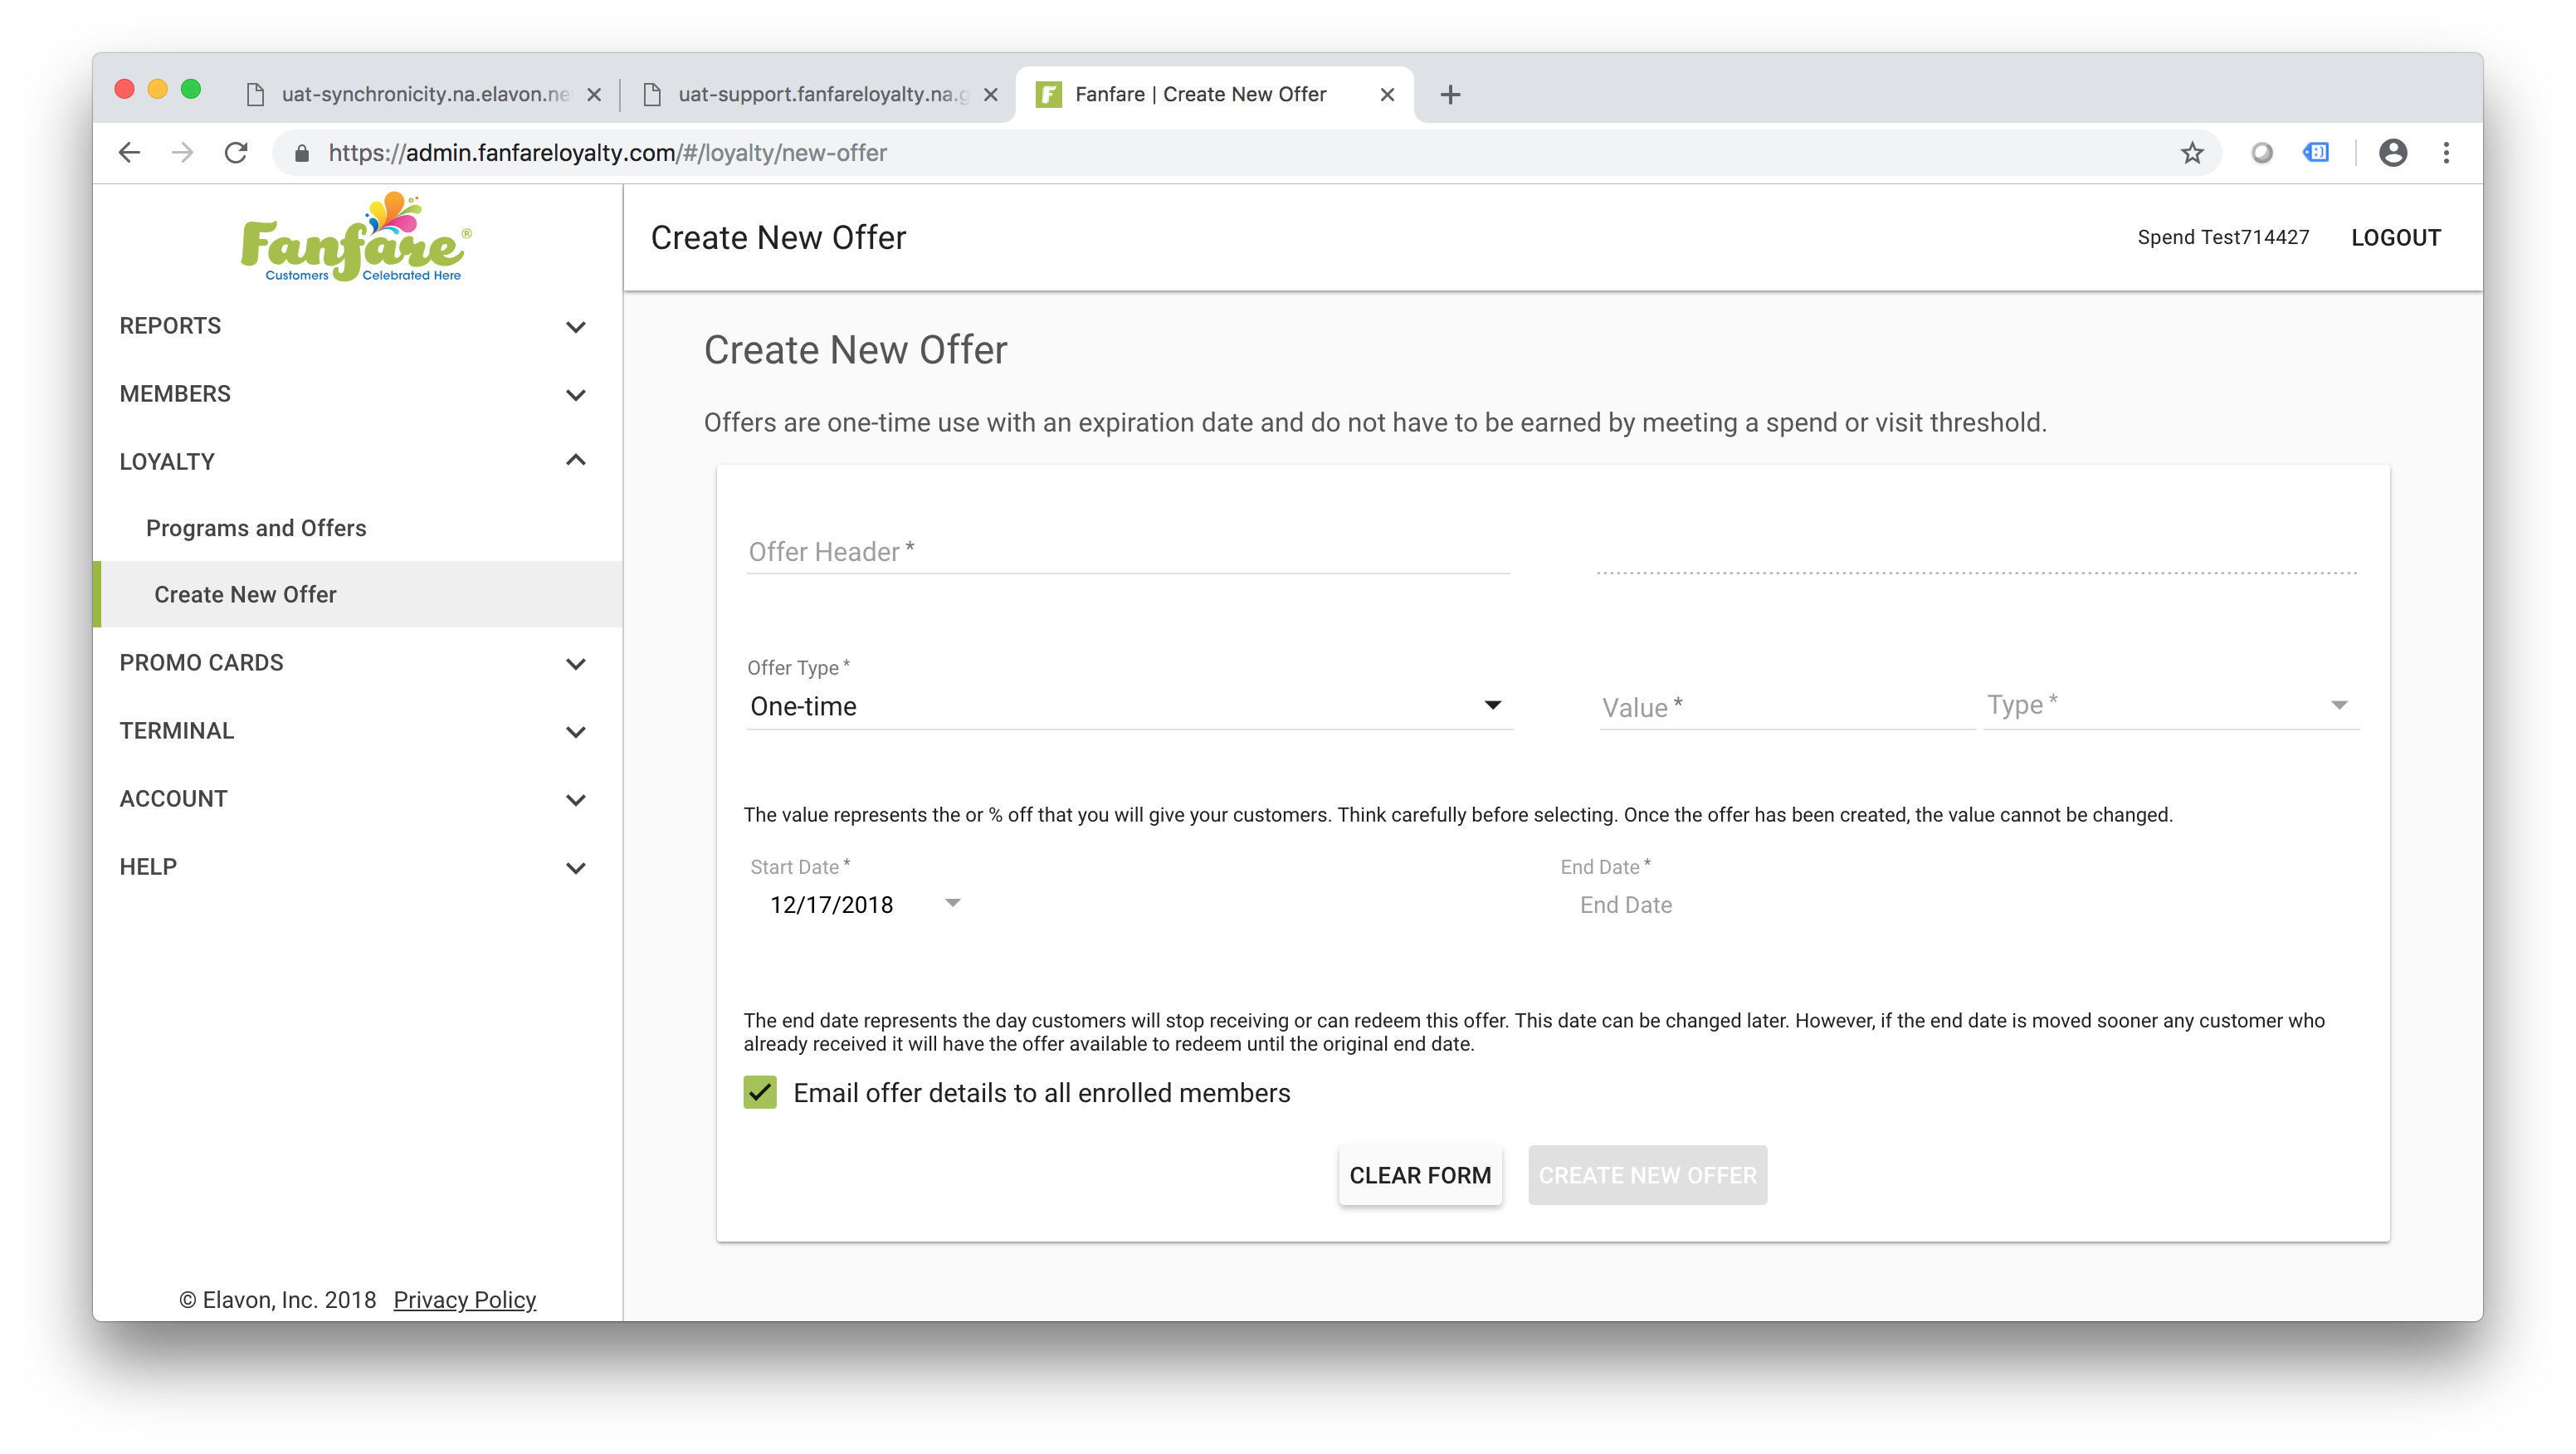 uat-synchronicity.na.elavon.ne
uat-support.fanfareloyalty.na.g
Fanfare | Create New Offer
https://admin.fanfareloyalty.com/#/loyalty/new-offer
Fanfare®
Customers Celebrated Here
Create New Offer
Spend Test714427
LOGOUT
REPORTS
MEMBERS
LOYALTY
Programs and Offers
Create New Offer
PROMO CARDS
TERMINAL
ACCOUNT
HELP
© Elavon, Inc. 2018 Privacy Policy
Create New Offer
Offers are one-time use with an expiration date and do not have to be earned by meeting a spend or visit threshold.
Offer Header *
Offer Type *
One-time
Value *
Type *
The value represents the or % off that you will give your customers. Think carefully before selecting. Once the offer has been created, the value cannot be changed.
Start Date *
12/17/2018
End Date *
End Date
The end date represents the day customers will stop receiving or can redeem this offer. This date can be changed later. However, if the end date is moved sooner any customer who
already received it will have the offer available to redeem until the original end date.
Email offer details to all enrolled members
CLEAR FORM
CREATE NEW OFFER